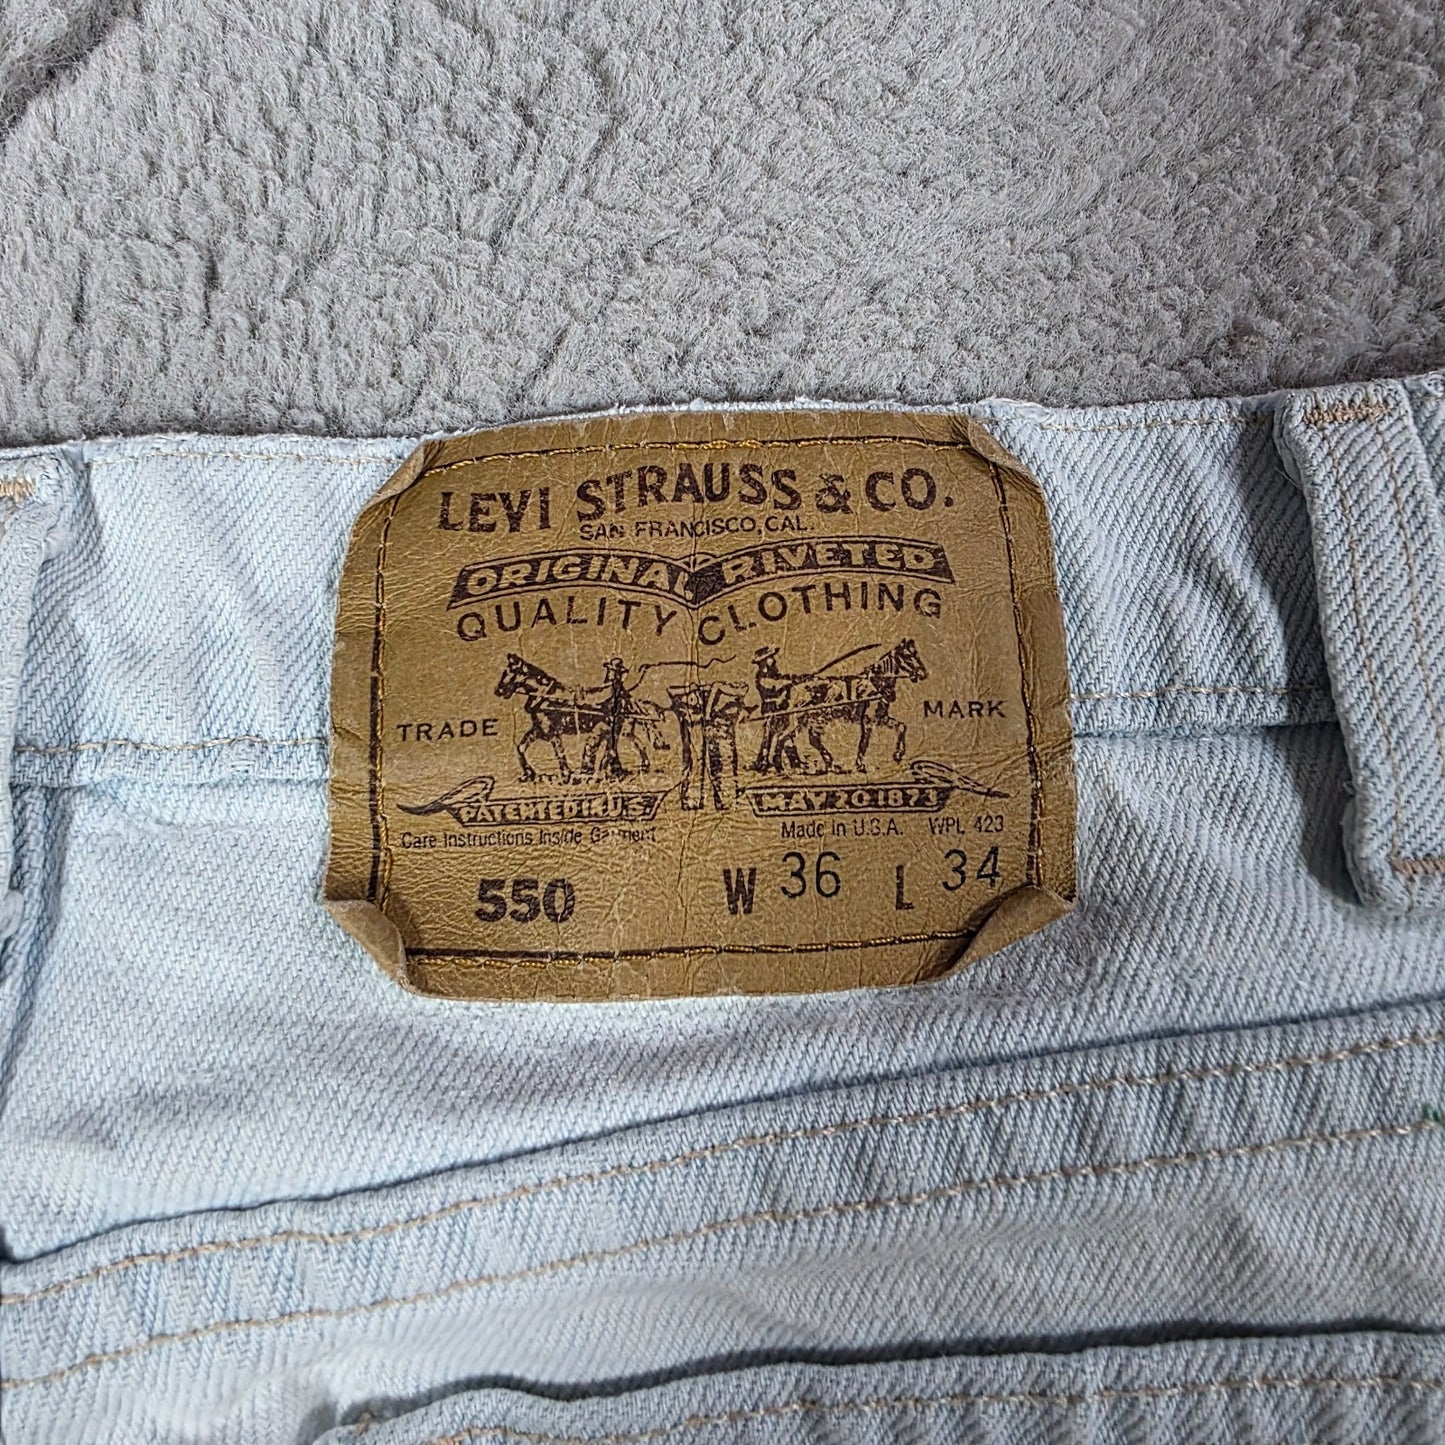 LEVI STRAUSS & CO.
SAN FRANCISCO, CAL.
ORIGINAL RIVETED
QUALITY CLOTHING
TRADE MARK
PATENTED IN U.S. MAY 20 1873
Care Instructions Inside Garment Made in U.S.A. WPL 423
550 W 36 L 34